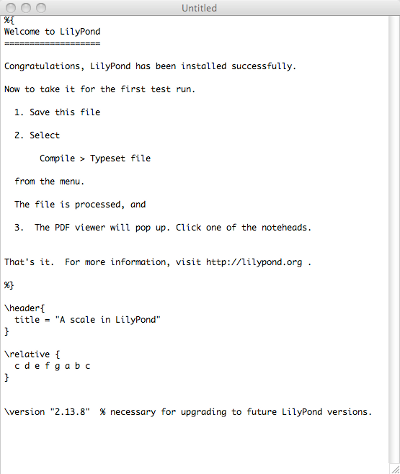 Untitled
%{
Welcome to LilyPond
===================
Congratulations, LilyPond has been installed successfully.
Now to take it for the first test run.
1. Save this file
2. Select
Compile > Typeset file
from the menu.
The file is processed, and
3.  The PDF viewer will pop up. Click one of the noteheads.
That's it.  For more information, visit http://lilypond.org .
%}
\header{
title = "A scale in LilyPond"
}
\relative {
c d e f g a b c
}
\version "2.13.8"  % necessary for upgrading to future LilyPond versions.